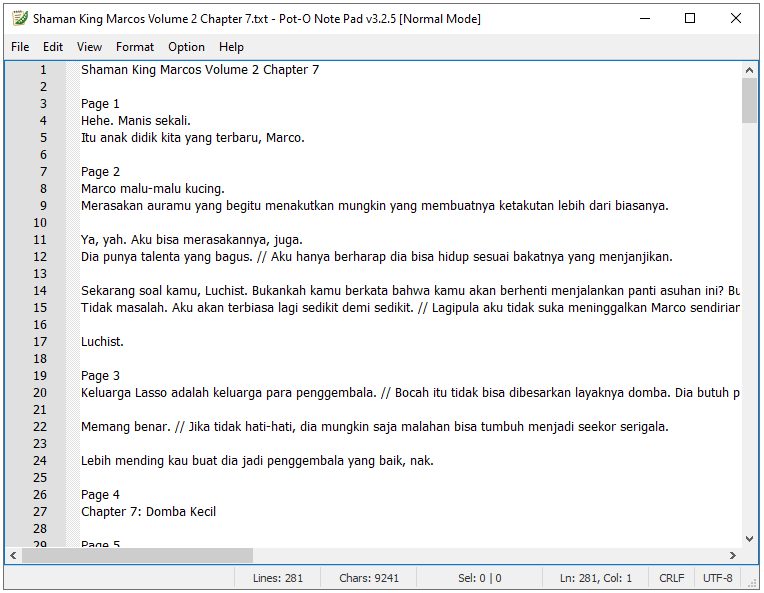 Shaman King Marcos Volume 2 Chapter 7.txt - Pot-O Note Pad v3.2.5 [Normal Mode]
File Edit View Format Option Help
1 Shaman King Marcos Volume 2 Chapter 7
2
3 Page 1
4 Hehe. Manis sekali.
5 Itu anak didik kita yang terbaru, Marco.
6
7 Page 2
8 Marco malu-malu kucing.
9 Merasakan auramu yang begitu menakutkan mungkin yang membuatnya ketakutan lebih dari biasanya.
10
11 Ya, yah. Aku bisa merasakannya, juga.
12 Dia punya talenta yang bagus. // Aku hanya berharap dia bisa hidup sesuai bakatnya yang menjanjikan.
13
14 Sekarang soal kamu, Luchist. Bukankah kamu berkata bahwa kamu akan berhenti menjalankan panti asuhan ini? Bu
15 Tidak masalah. Aku akan terbiasa lagi sedikit demi sedikit. // Lagipula aku tidak suka meninggalkan Marco sendirian
16
17 Luchist.
18
19 Page 3
20 Keluarga Lasso adalah keluarga para penggembala. // Bocah itu tidak bisa dibesarkan layaknya domba. Dia butuh p
21
22 Memang benar. // Jika tidak hati-hati, dia mungkin saja malahan bisa tumbuh menjadi seekor serigala.
23
24 Lebih mending kau buat dia jadi penggembala yang baik, nak.
25
26 Page 4
27 Chapter 7: Domba Kecil
28
29 Page 5
Lines: 281 Chars: 9241 Sel: 0 | 0 Ln: 281, Col: 1 CRLF UTF-8